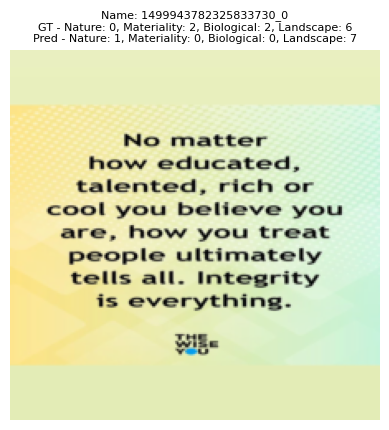 Name: 1499943782325833730_0
GT - Nature: 0, Materiality: 2, Biological: 2, Landscape: 6
Pred - Nature: 1, Materiality: 0, Biological: 0, Landscape: 7
No matter
how educated,
talented, rich or
cool you believe you
are, how you treat
people ultimately
tells all. Integrity
is everything.
THE
WISE
YOU